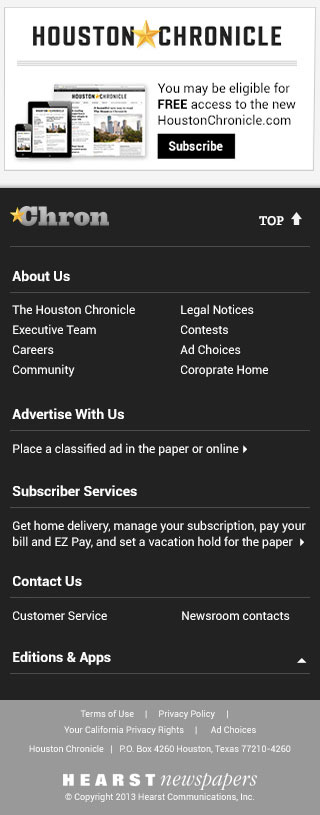 HOUSTON CHRONICLE
HOUSTON CHRONICLE
You may be eligible for
FREE access to the new
HoustonChronicle.com
Subscribe
Chron
TOP
About Us
The Houston Chronicle Legal Notices
Executive Team Contests
Careers Ad Choices
Community Coroprate Home
Advertise With Us
Place a classified ad in the paper or online
Subscriber Services
Get home delivery, manage your subscription, pay your
bill and EZ Pay, and set a vacation hold for the paper
Contact Us
Customer Service Newsroom contacts
Editions & Apps
Terms of Use | Privacy Policy |
Your California Privacy Rights | Ad Choices
Houston Chronicle | P.O. Box 4260 Houston, Texas 77210-4260
HEARST newspapers
© Copyright 2013 Hearst Communications, Inc.